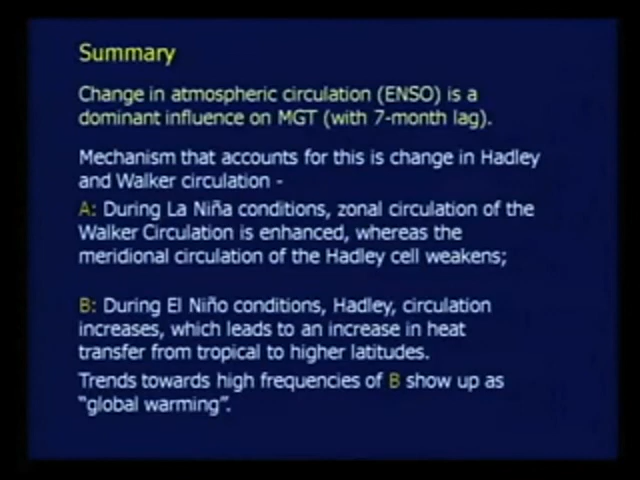 Summary
Change in atmospheric circulation (ENSO) is a
dominant influence on MGT (with 7-month lag).
Mechanism that accounts for this is change in Hadley
and Walker circulation -
A: During La Niña conditions, zonal circulation of the
Walker Circulation is enhanced, whereas the
meridional circulation of the Hadley cell weakens;
B: During El Niño conditions, Hadley, circulation
increases, which leads to an increase in heat
transfer from tropical to higher latitudes.
Trends towards high frequencies of B show up as
“global warming”.